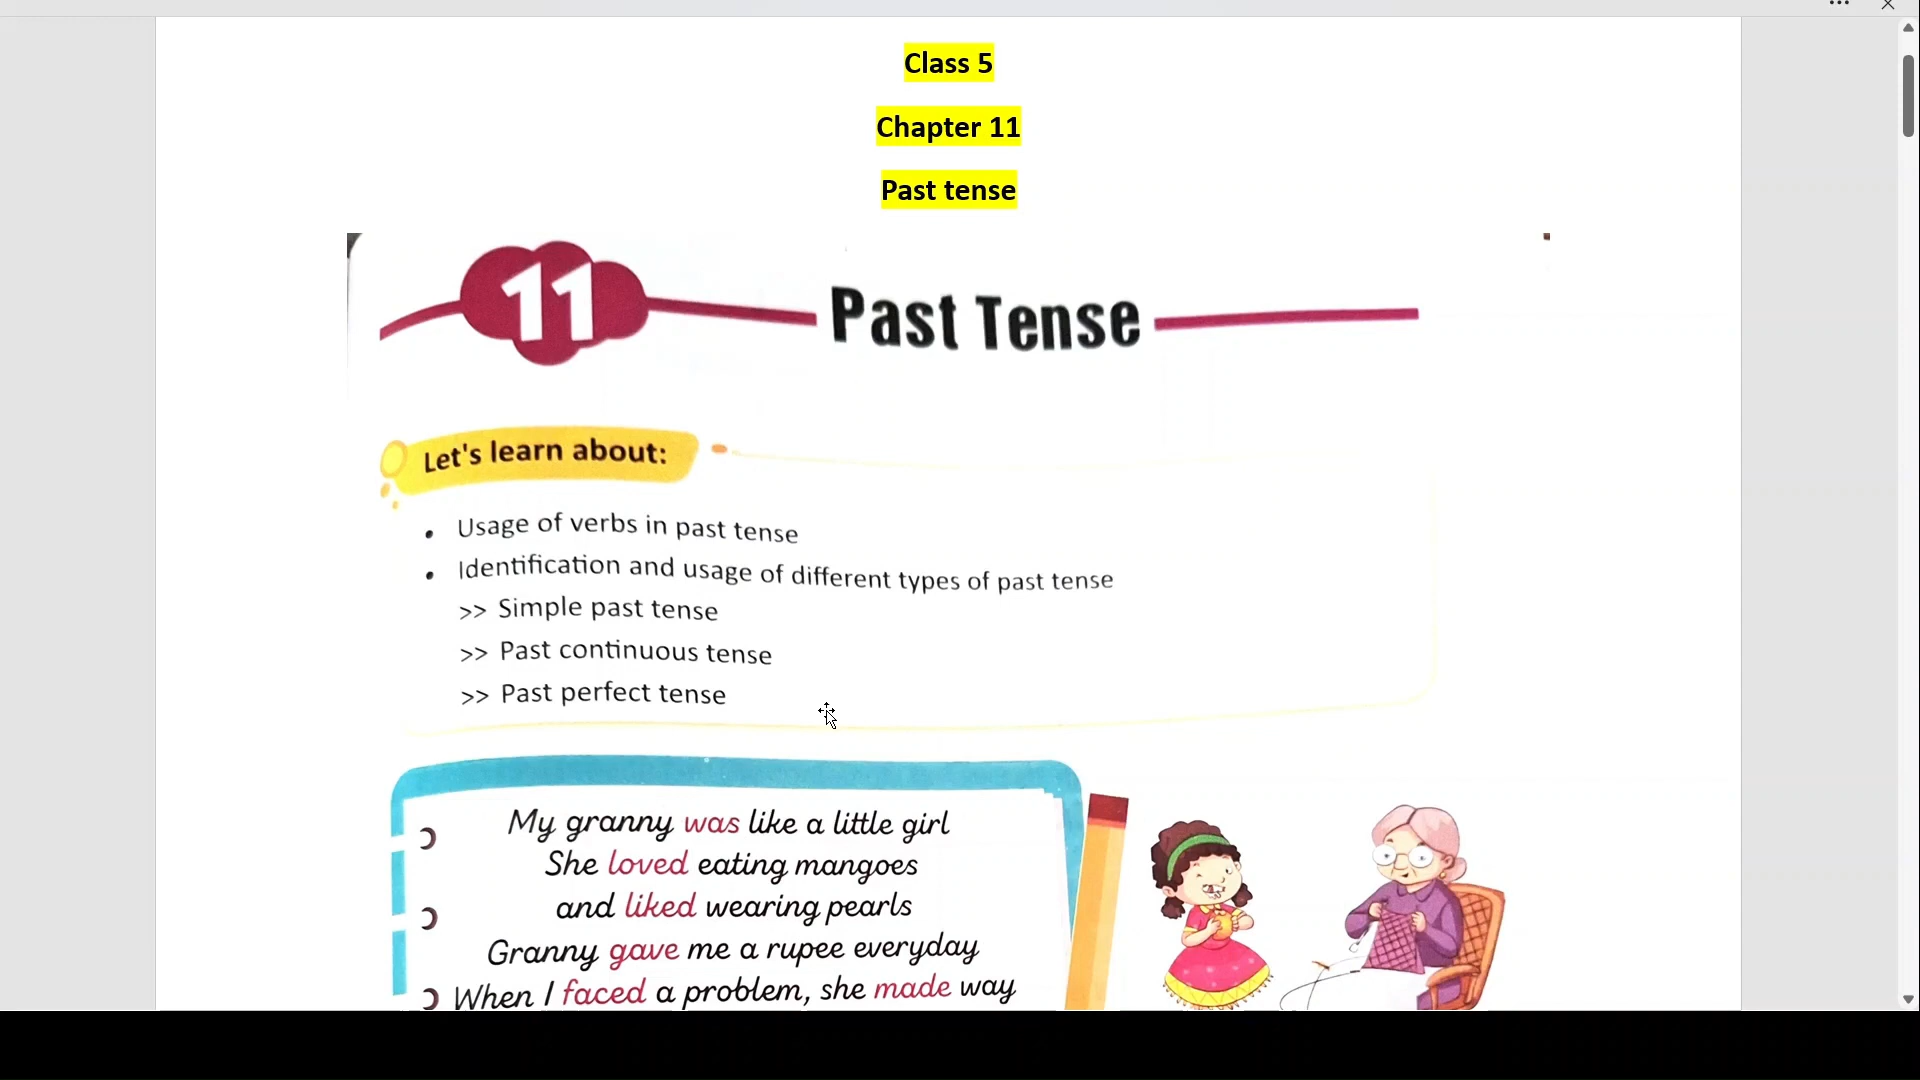 Class 5
Chapter 11
Past tense
11
Past Tense
Let's learn about:
• Usage of verbs in past tense
• Identification and usage of different types of past tense
>> Simple past tense
>> Past continuous tense
>> Past perfect tense
My granny was like a little girl
She loved eating mangoes
and liked wearing pearls
Granny gave me a rupee everyday
When I faced a problem, she made way